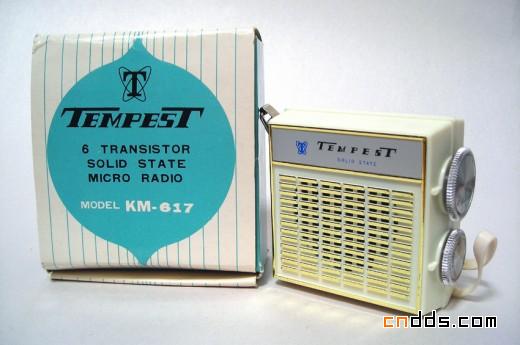 T
TEMPEST
6 TRANSISTOR
SOLID STATE
MICRO RADIO
MODEL KM-617
T TEMPEST
SOLID STATE
cndds.com